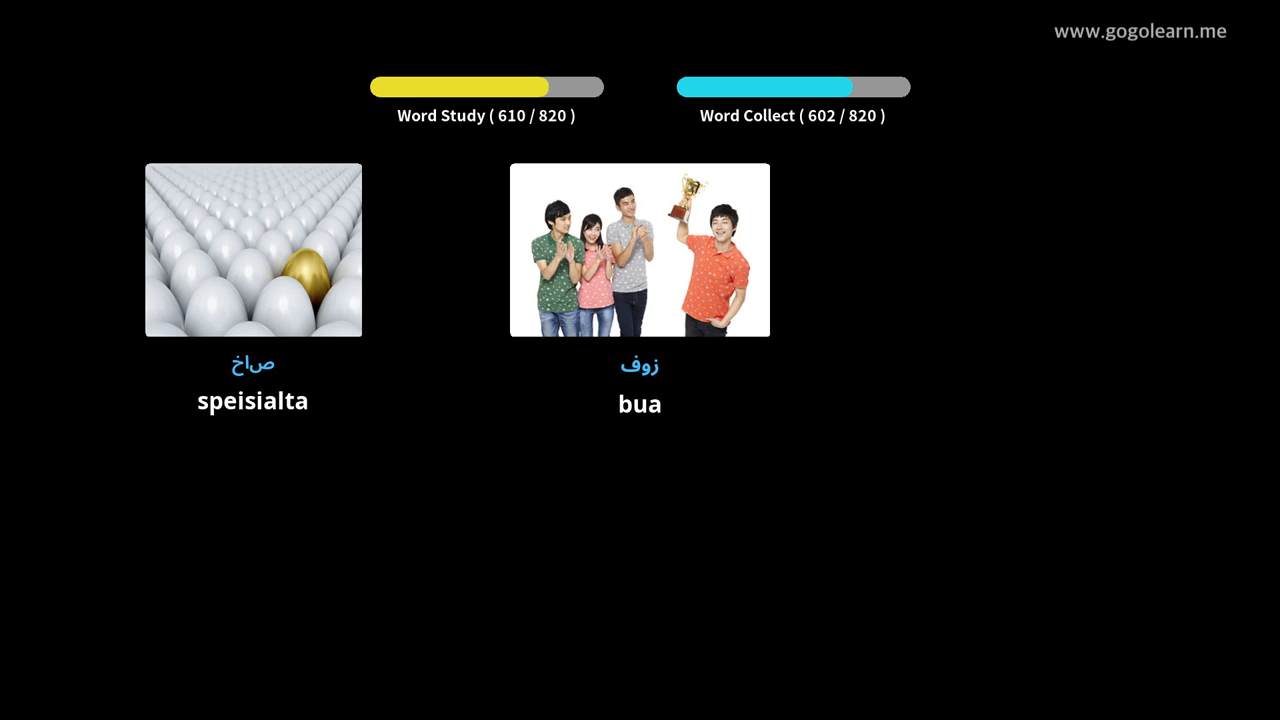 www.gogolearn.me
Word Study ( 610 / 820 )
Word Collect ( 602 / 820 )
صاخ
speisialta
زوف
bua